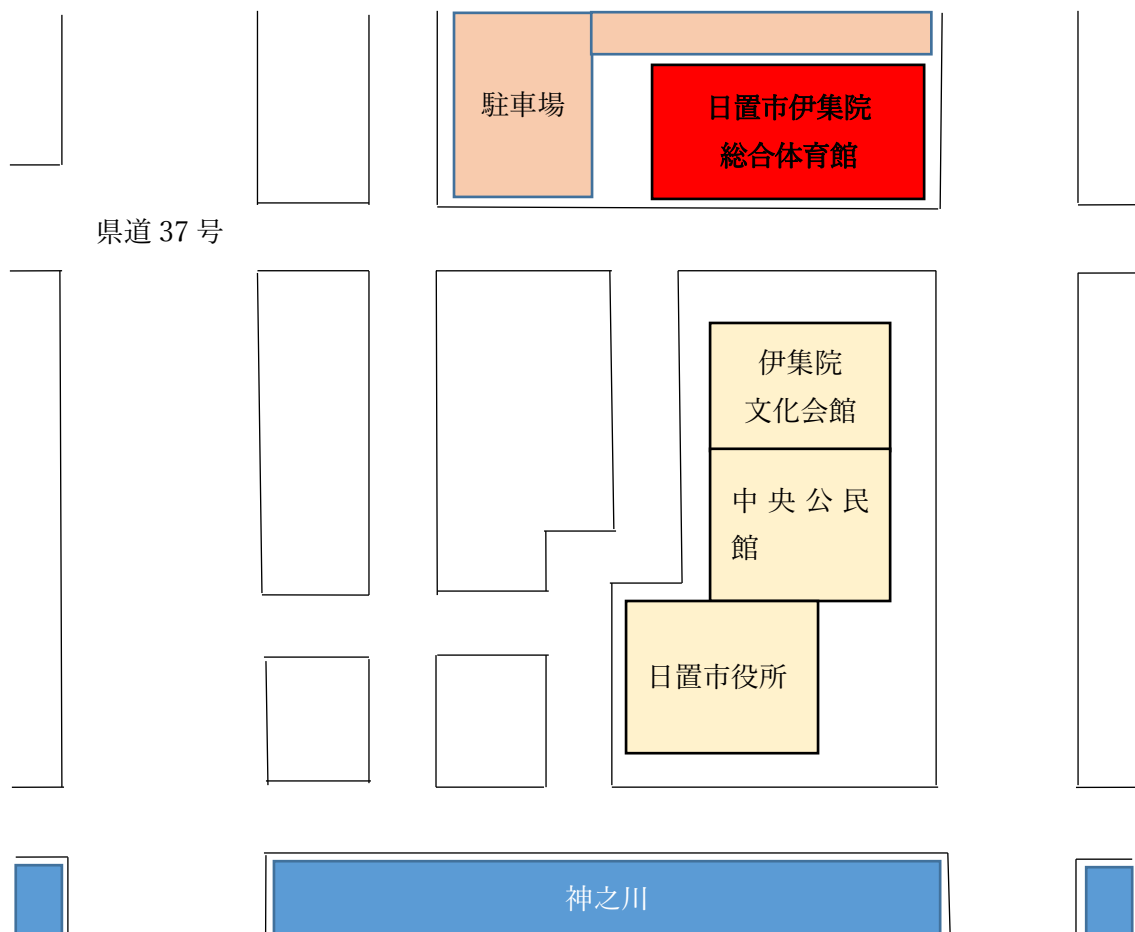 駐車場
日置市伊集院
総合体育館
県道 37 号
伊集院
文化会館
中央公民
館
日置市役所
神之川